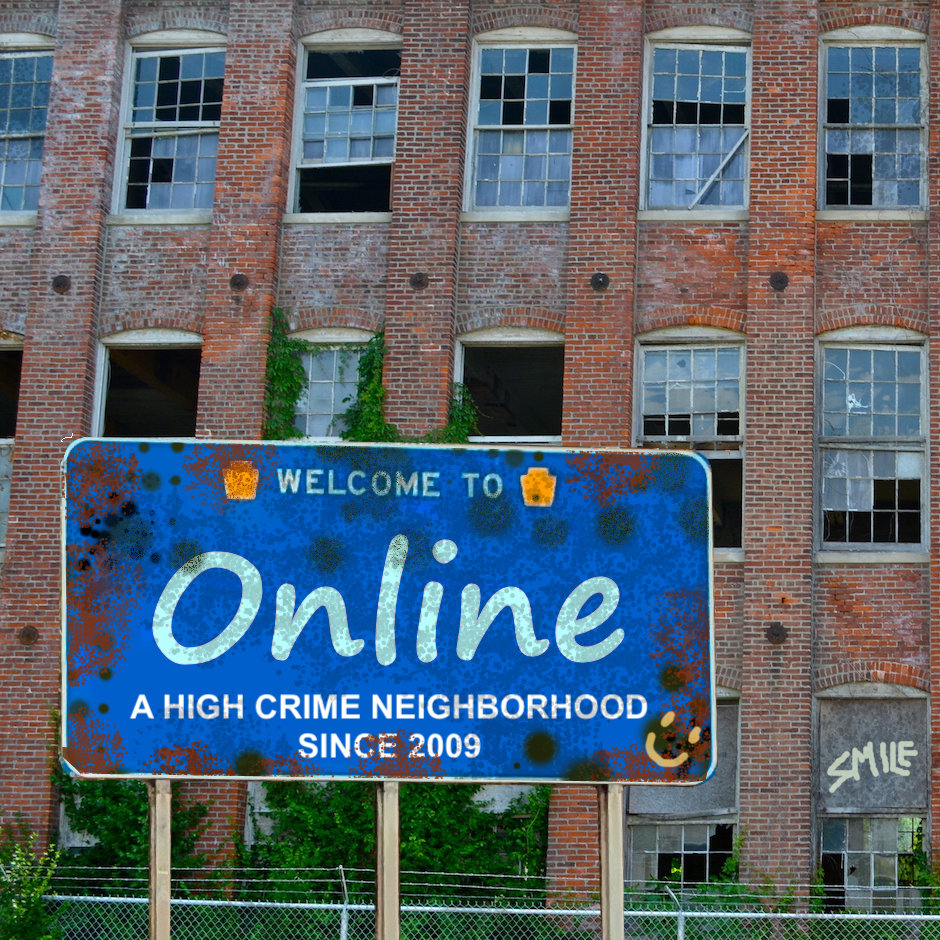 WELCOME TO
Online
A HIGH CRIME NEIGHBORHOOD
SINCE 2009
SMILE